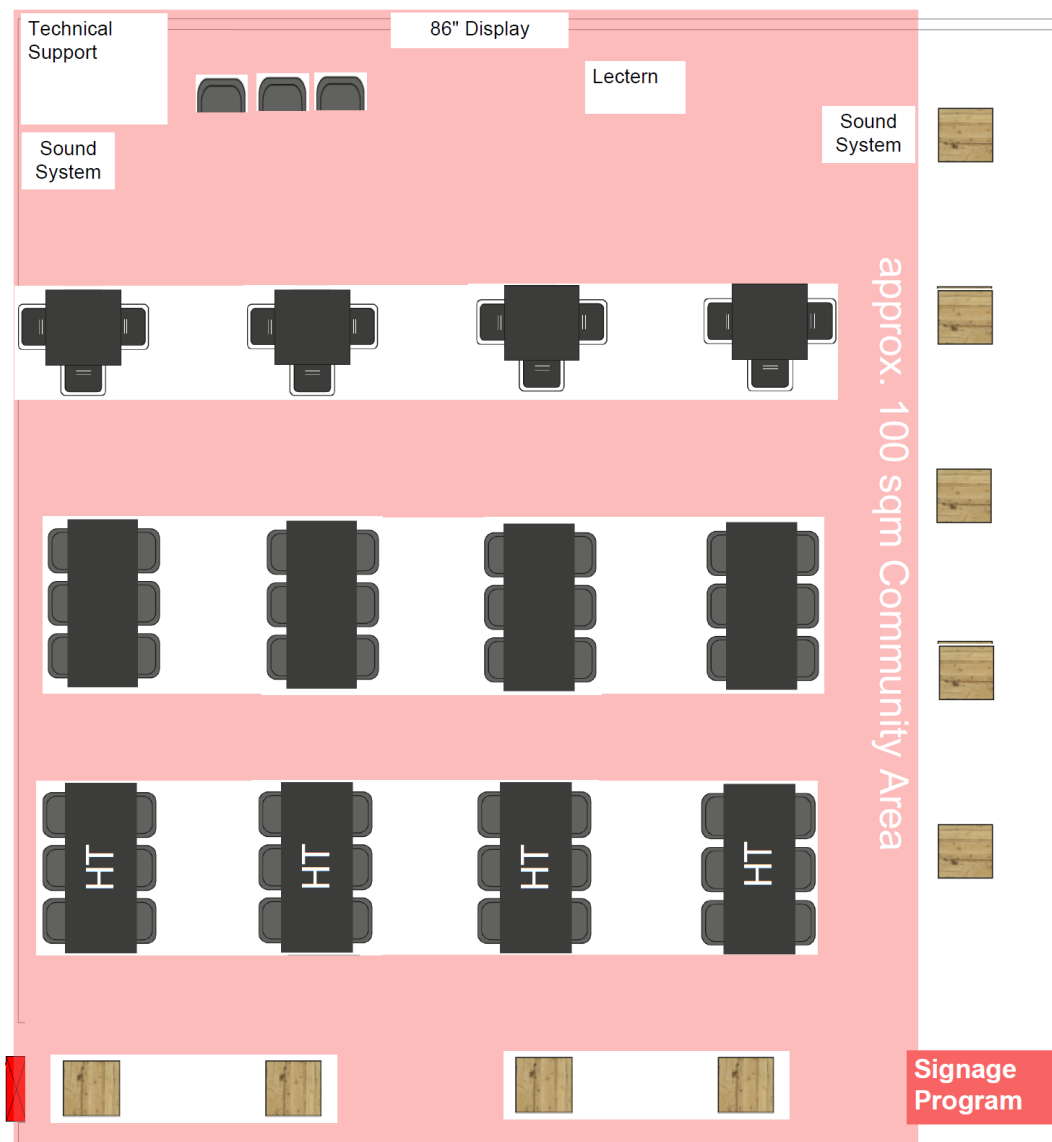 Technical
Support
86" Display
Lectern
Sound
System
Sound
System
approx. 100 sqm Community Area
HT
HT
HT
HT
Signage
Program